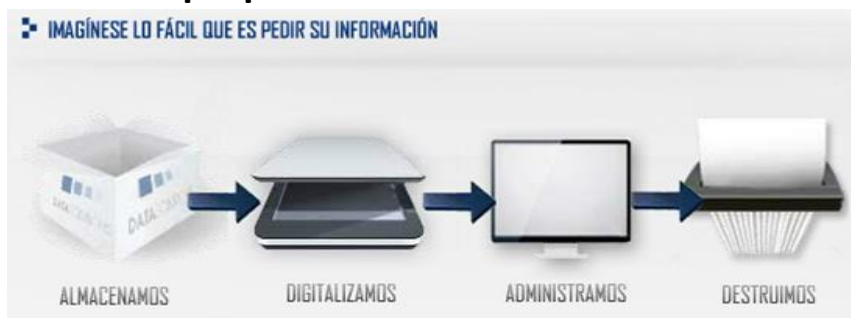 IMAGÍNESE LO FÁCIL QUE ES PEDIR SU INFORMACIÓN
ALMACENAMOS
DIGITALIZAMOS
ADMINISTRAMOS
DESTRUIMOS